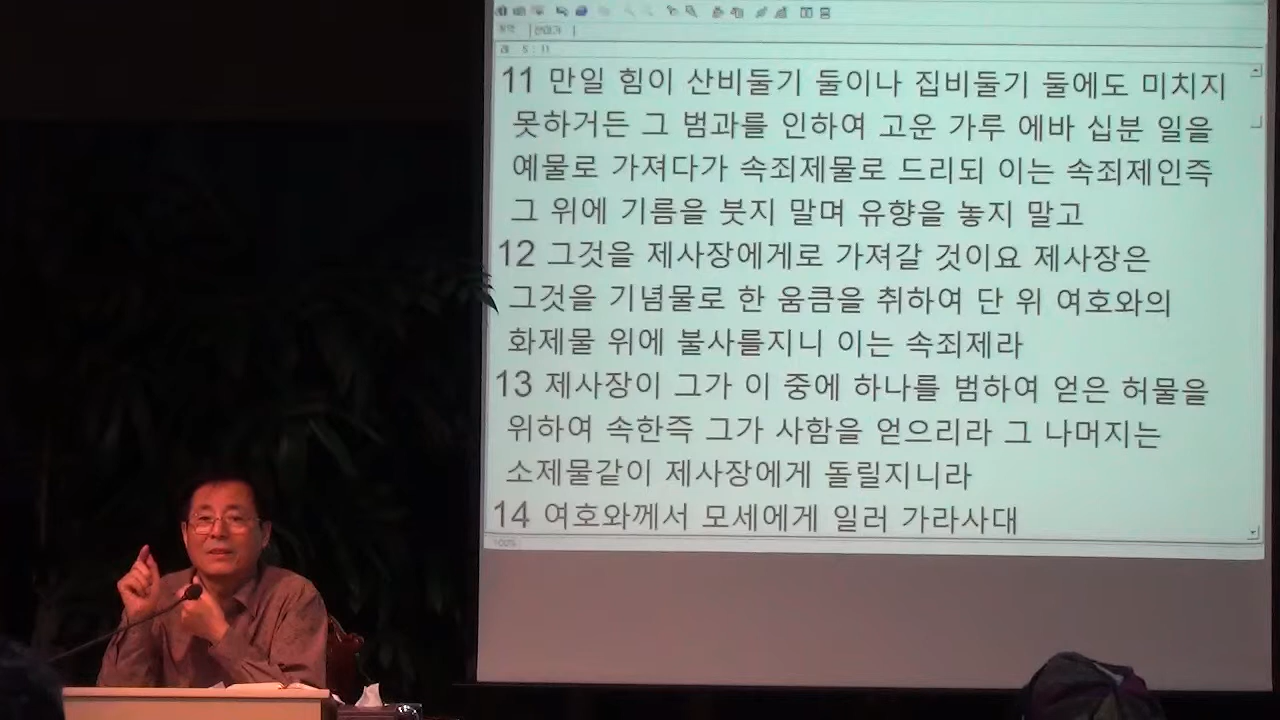 레 5:11
11 만일 힘이 산비둘기 둘이나 집비둘기 둘에도 미치지
못하거든 그 범과를 인하여 고운 가루 에바 십분 일을
예물로 가져다가 속죄제물로 드리되 이는 속죄제인즉
그 위에 기름을 붓지 말며 유향을 놓지 말고
12 그것을 제사장에게로 가져갈 것이요 제사장은
그것을 기념물로 한 움큼을 취하여 단 위 여호와의
화제물 위에 불사를지니 이는 속죄제라
13 제사장이 그가 이 중에 하나를 범하여 얻은 허물을
위하여 속한즉 그가 사함을 얻으리라 그 나머지는
소제물같이 제사장에게 돌릴지니라
14 여호와께서 모세에게 일러 가라사대
100%